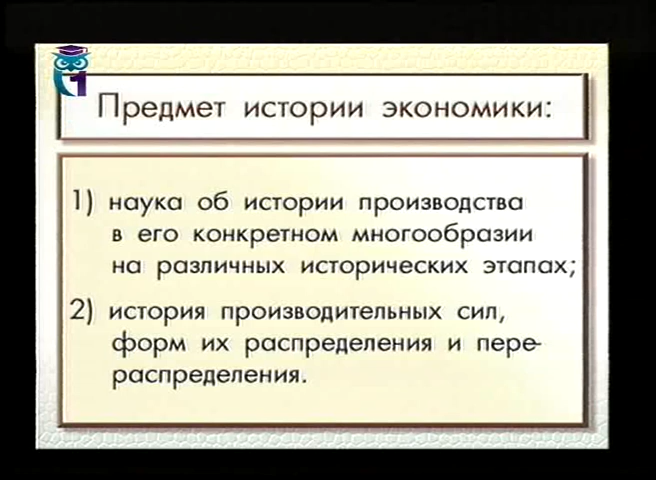 1
Предмет истории экономики:
1) наука об истории производства
в его конкретном многообразии
на различных исторических этапах;
2) история производительных сил,
форм их распределения и пере-
распределения.